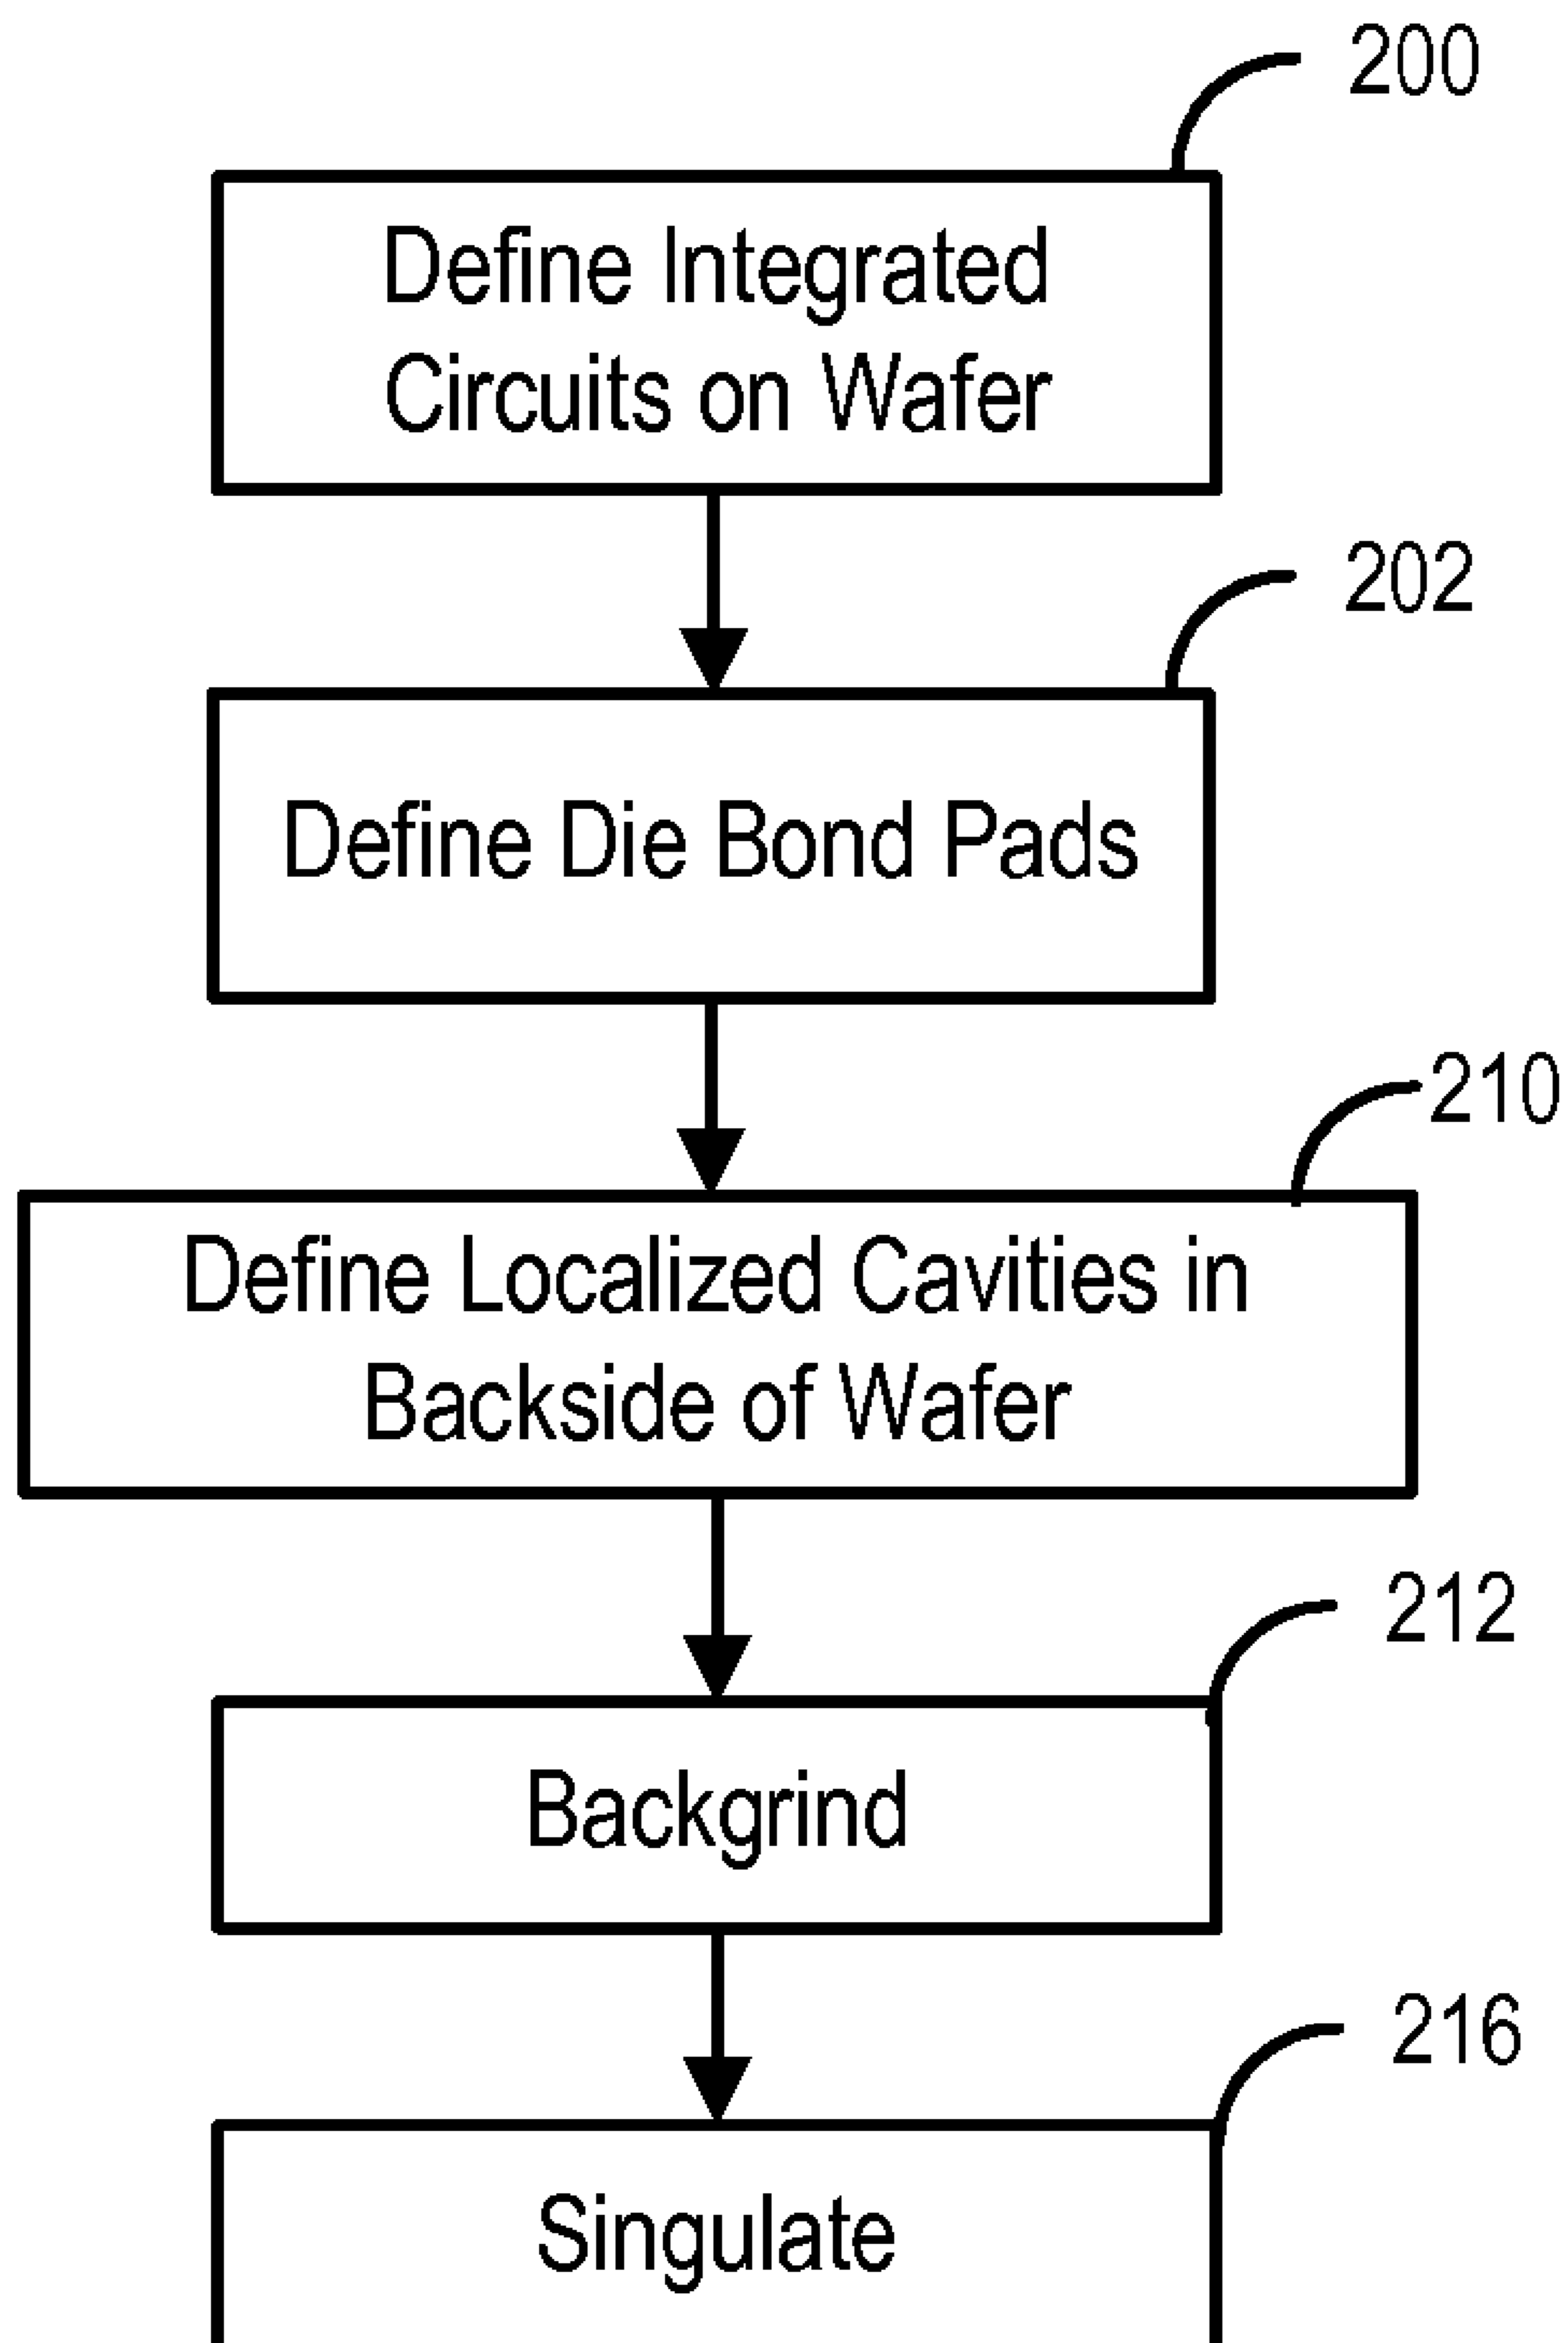 200
Define Integrated
Circuits on Wafer
202
Define Die Bond Pads
210
Define Localized Cavities in
Backside of Wafer
212
Backgrind
216
Singulate